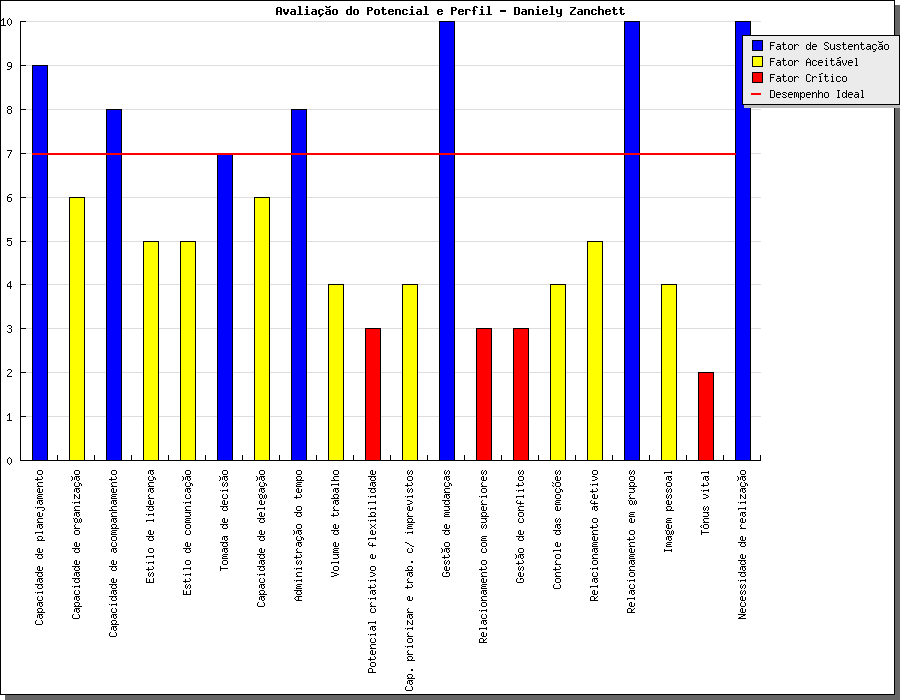 Avaliação do Potencial e Perfil - Daniely Zanchett
Fator de Sustentação
Fator Aceitável
Fator Crítico
Desempenho Ideal
10
9
8
7
6
5
4
3
2
1
0
Capacidade de planejamento
Capacidade de organização
Capacidade de acompanhamento
Estilo de liderança
Estilo de comunicação
Tomada de decisão
Capacidade de delegação
Administração do tempo
Volume de trabalho
Potencial criativo e flexibilidade
Cap. priorizar e trab. c/ imprevistos
Gestão de mudanças
Relacionamento com superiores
Gestão de conflitos
Controle das emoções
Relacionamento afetivo
Relacionamento em grupos
Imagem pessoal
Tônus vital
Necessidade de realização